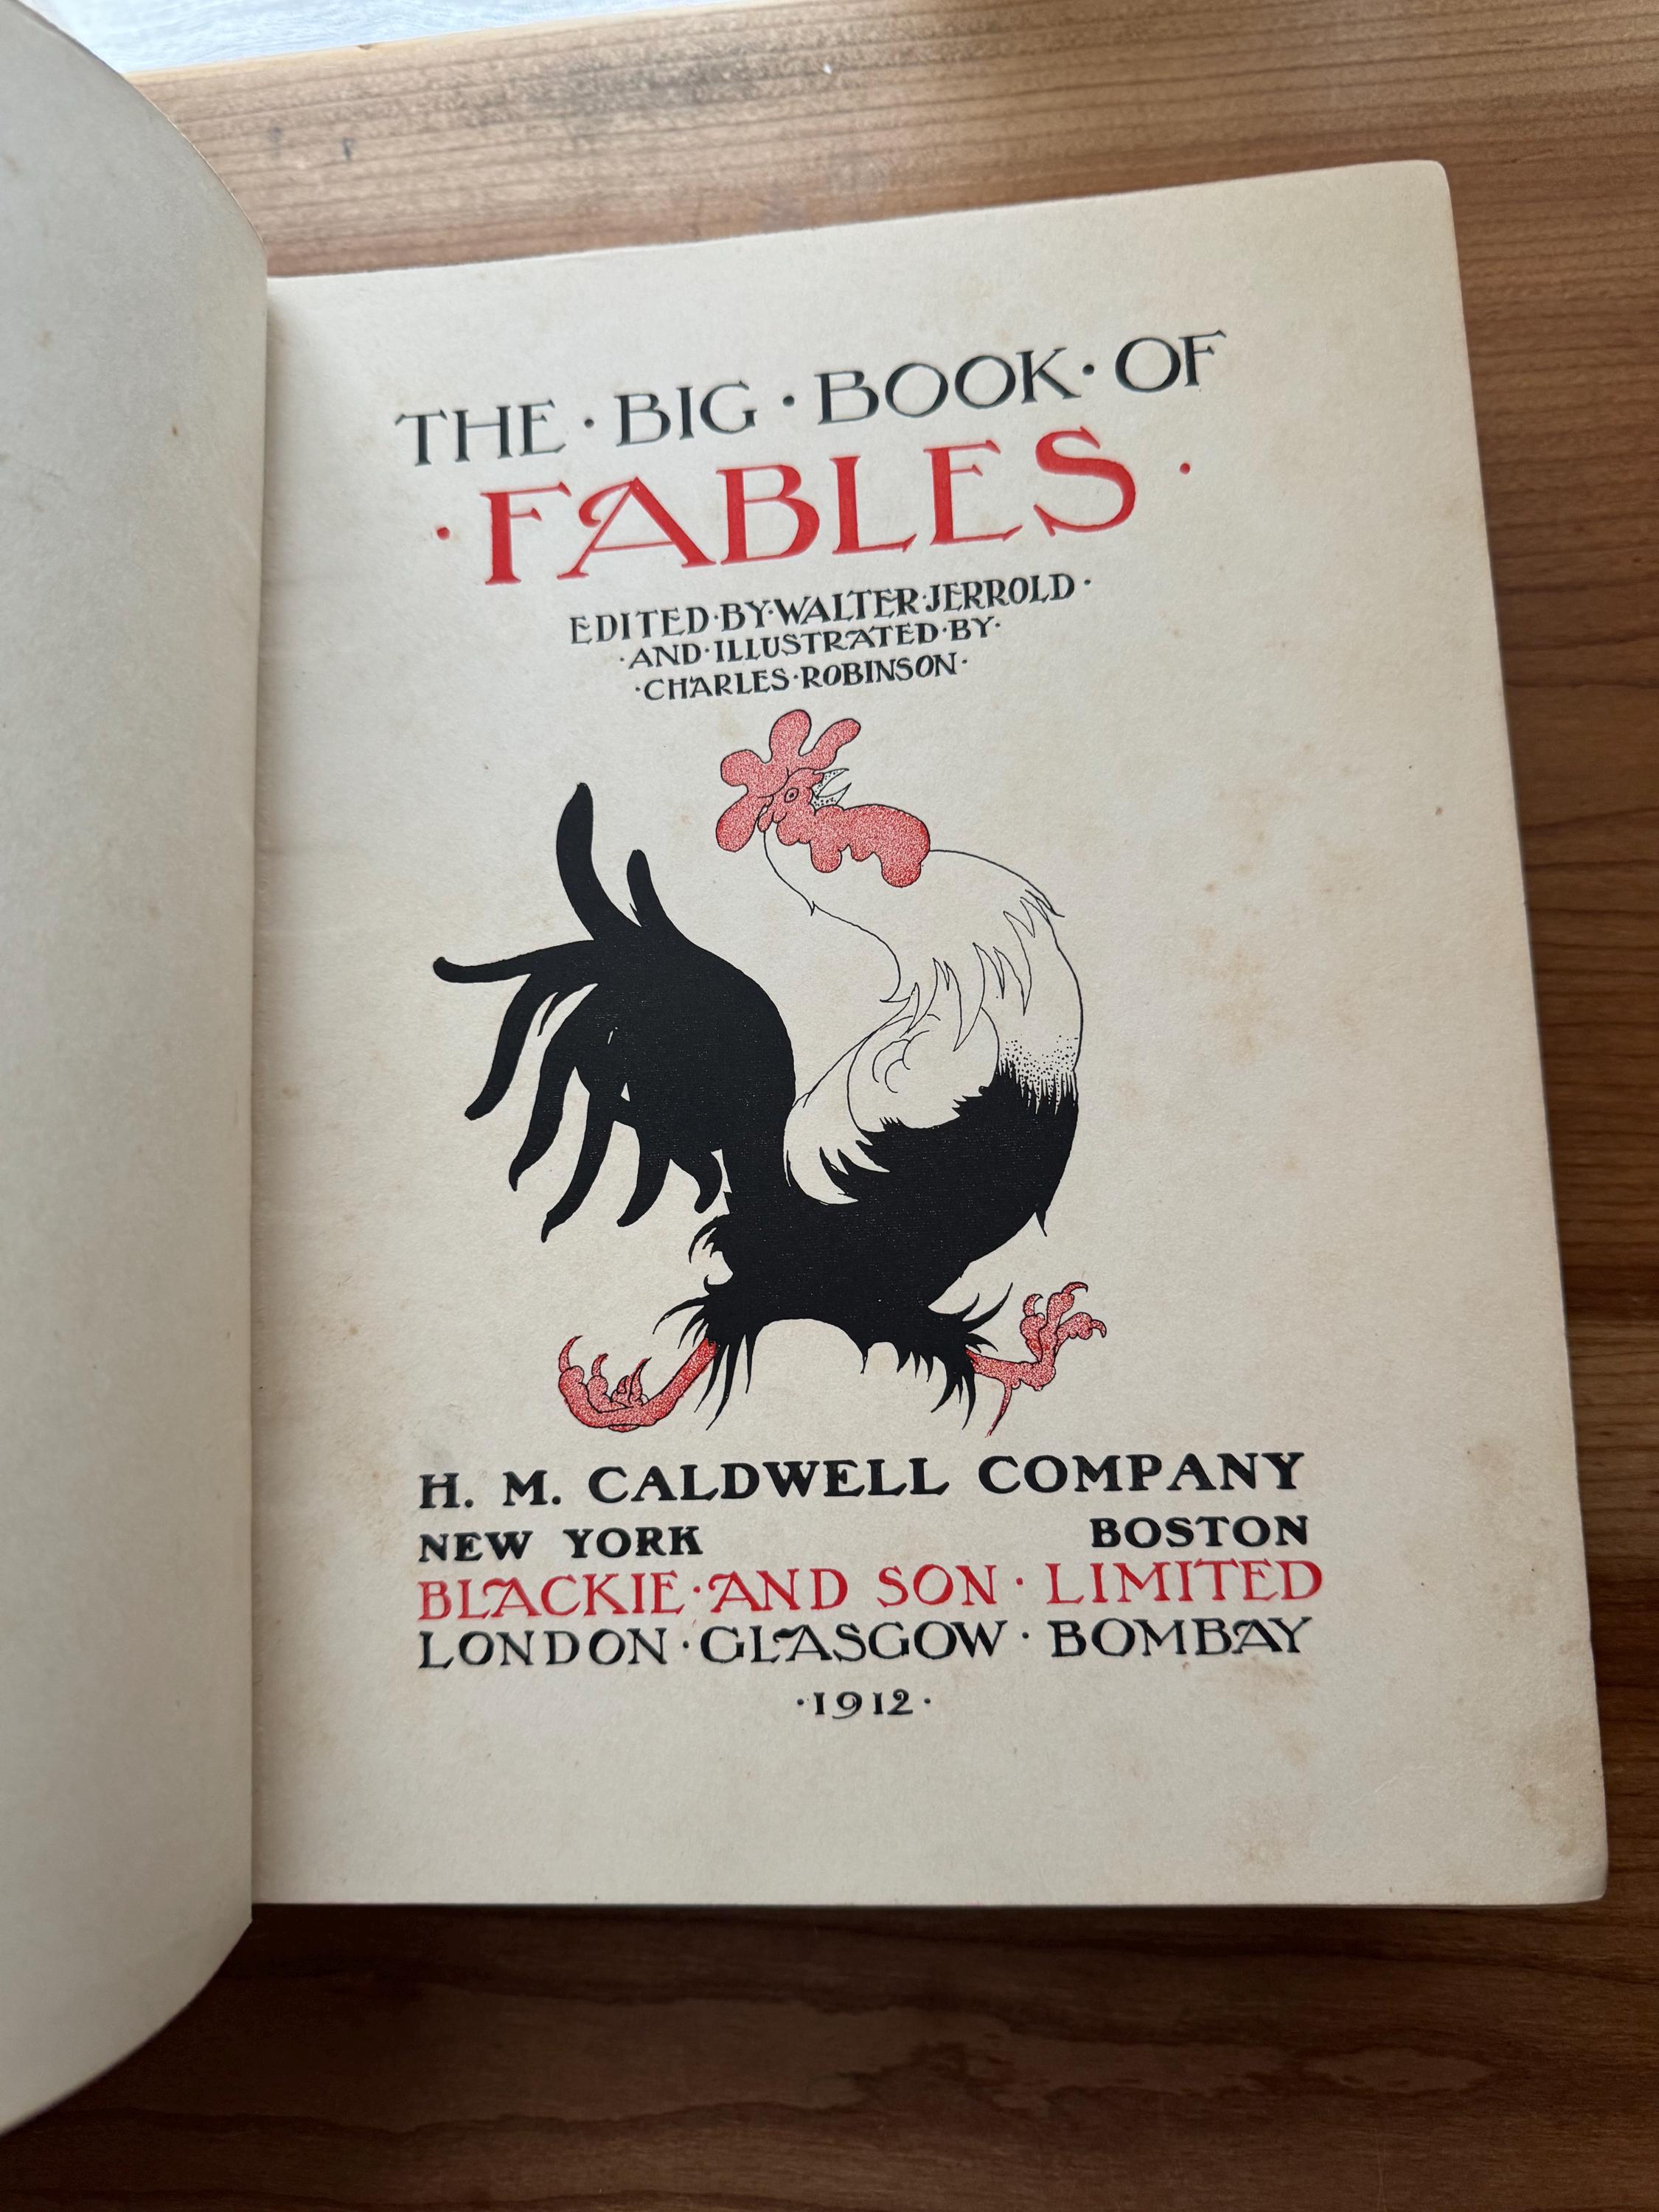 THE · BIG · BOOK · OF
· FABLES ·
EDITED · BY · WALTER · JERROLD ·
· AND · ILLUSTRATED · BY ·
· CHARLES · ROBINSON ·
H. M. CALDWELL COMPANY
NEW YORK BOSTON
BLACKIE · AND SON · LIMITED
LONDON · GLASGOW · BOMBAY
· 1912 ·